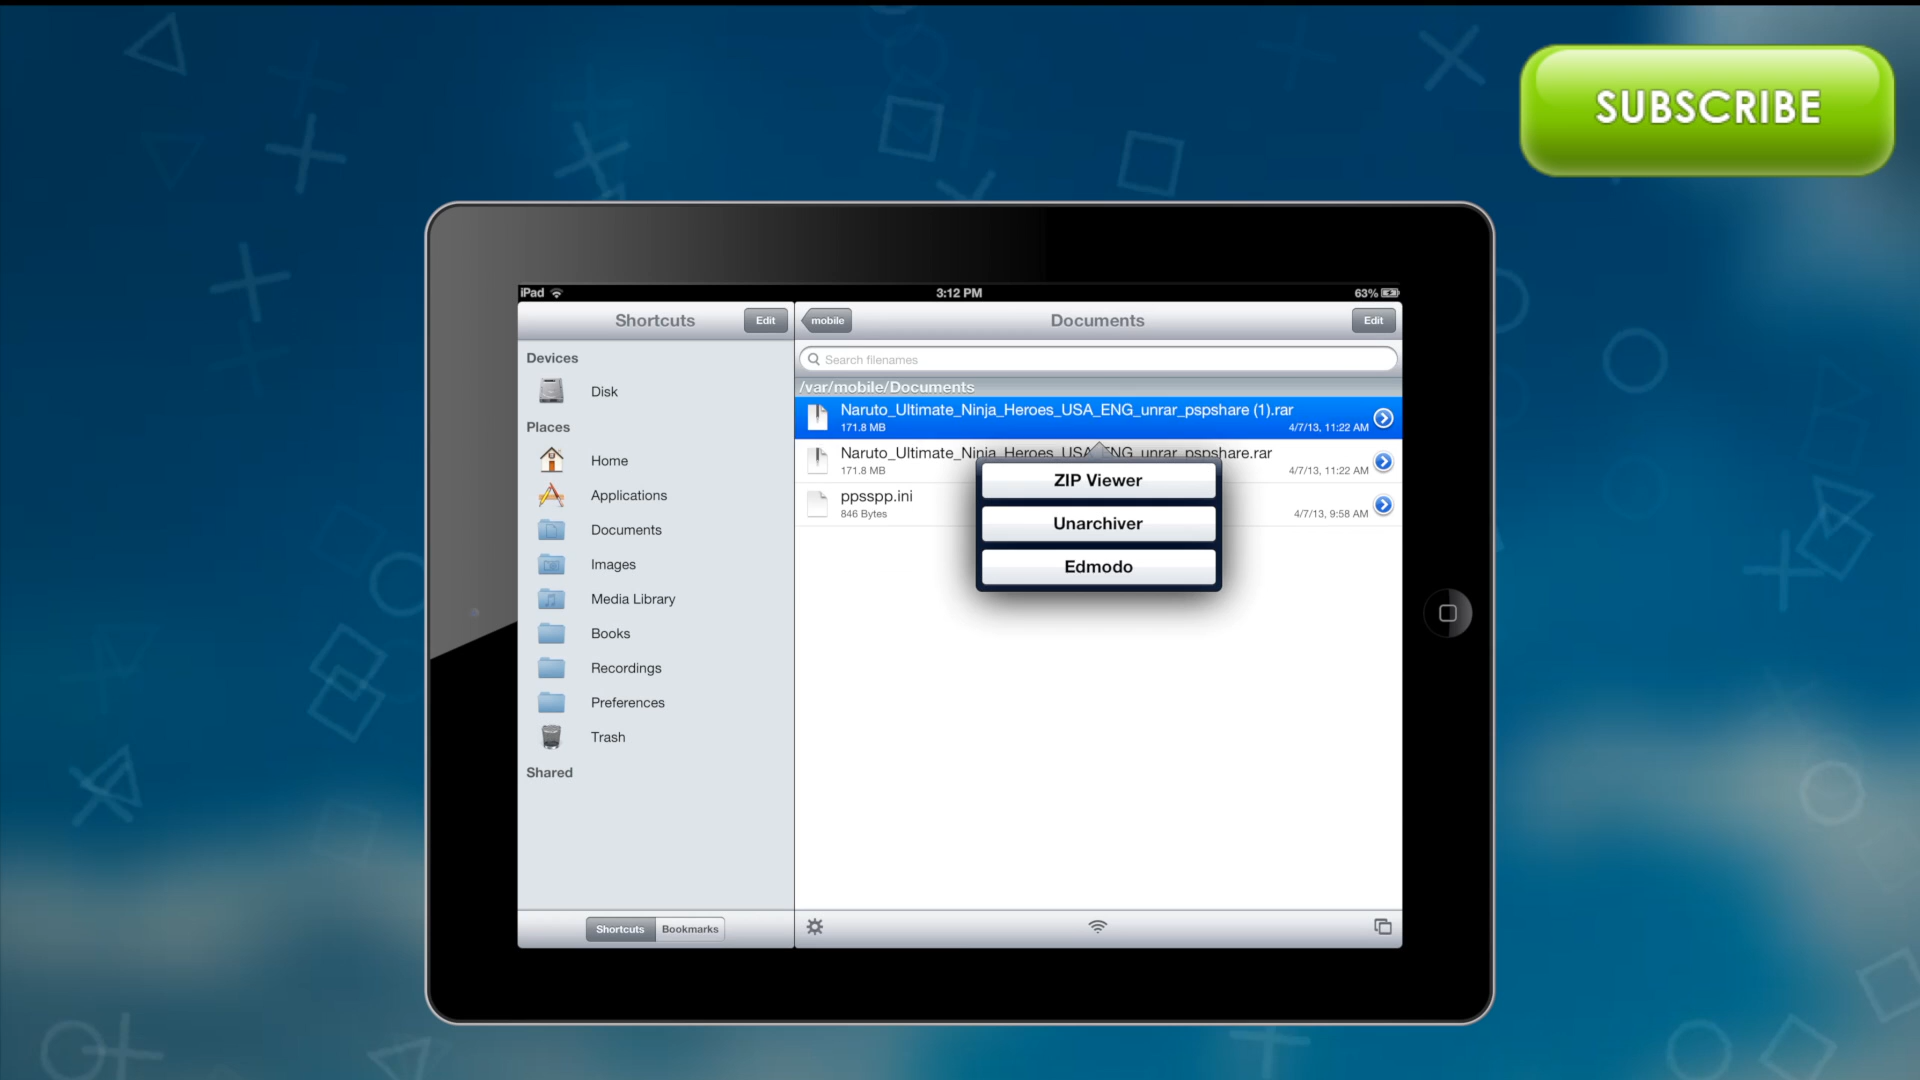 SUBSCRIBE
iPad
3:12 PM
63%
Shortcuts
Edit
mobile
Documents
Edit
Devices
Disk
Places
Home
Applications
Documents
Images
Media Library
Books
Recordings
Preferences
Trash
Shared
Shortcuts
Bookmarks
Search filenames
/var/mobile/Documents
Naruto_Ultimate_Ninja_Heroes_USA_ENG_unrar_pspshare (1).rar
171.8 MB
4/7/13, 11:22 AM
Naruto_Ultimate_Ninja_Heroes_USA_ENG_unrar_pspshare.rar
171.8 MB
4/7/13, 11:22 AM
ppsspp.ini
846 Bytes
4/7/13, 9:58 AM
ZIP Viewer
Unarchiver
Edmodo